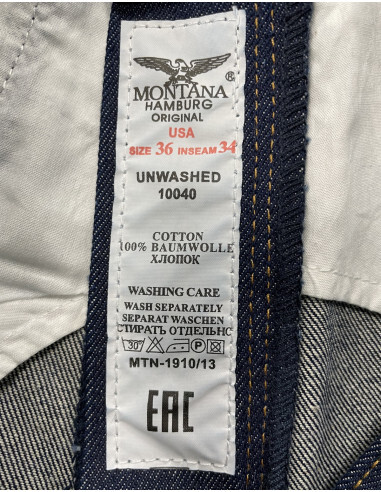 MONTANA®
HAMBURG
ORIGINAL
USA
SIZE 36 INSEAM 34
UNWASHED
10040
COTTON
100% BAUMWOLLE
ХЛОПОК
WASHING CARE
WASH SEPARATELY
SEPARAT WASCHEN
СТИРАТЬ ОТДЕЛЬНО
30° P
MTN-1910/13
EAC